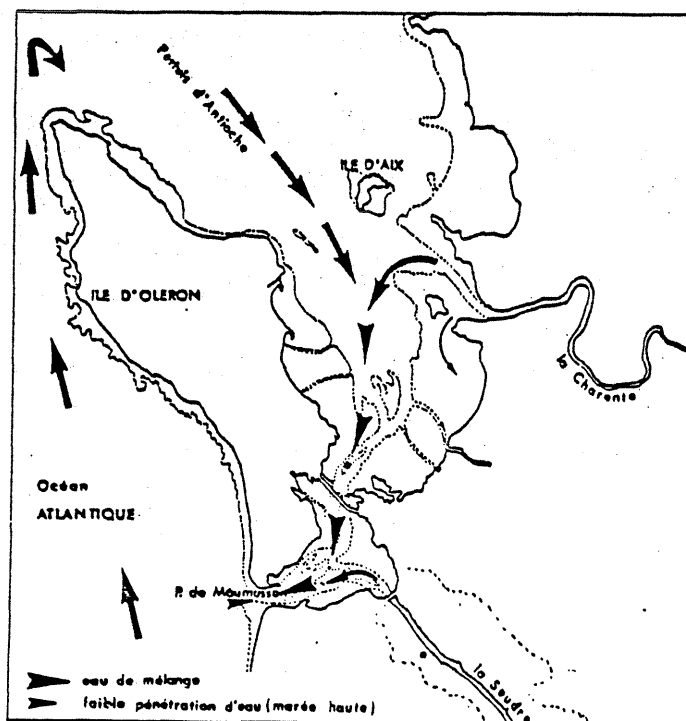 Pertuis d'Antioche
ILE D'AIX
ILE D'OLERON
la Charente
Océan
ATLANTIQUE
P. de Maumusson
la Seudre
eau de mélange
faible pénétration d'eau (marée haute)